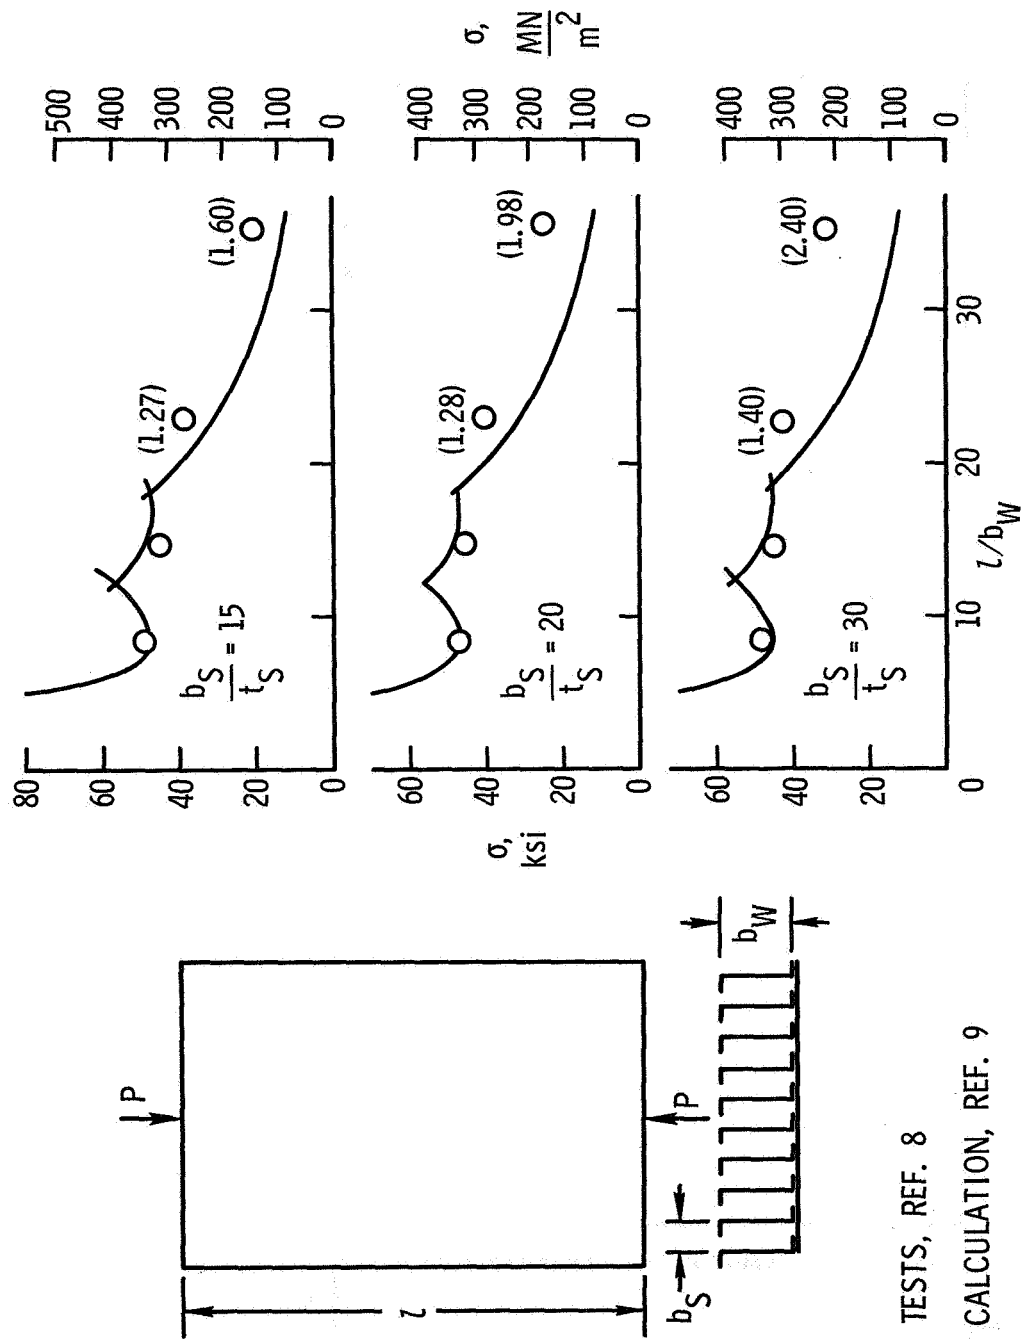 P
l
P
b_S
b_W
TESTS, REF. 8
CALCULATION, REF. 9
σ,
ksi
80
60
40
20
0
b_S
t_S
= 15
(1.27)
(1.60)
500
400
300
200
100
0
σ,
MN
m²
60
40
20
0
b_S
t_S
= 20
(1.28)
(1.98)
400
300
200
100
0
60
40
20
0
b_S
t_S
= 30
(1.40)
(2.40)
400
300
200
100
0
0
10
20
30
l/b_W